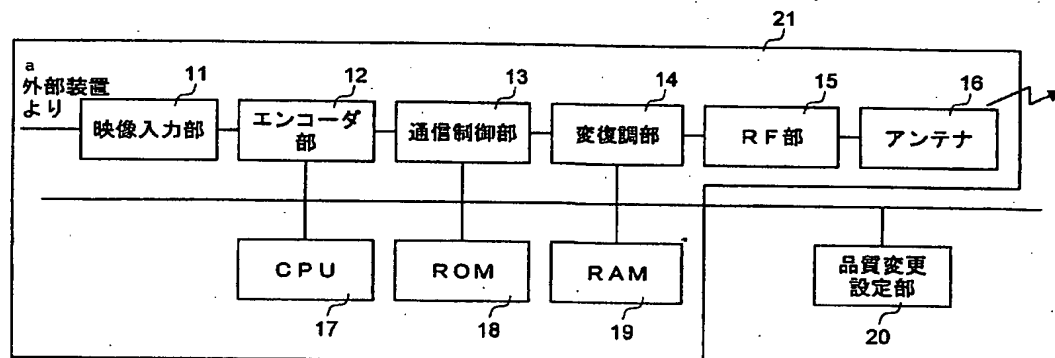 21
a
外部装置
より
11
12
13
14
15
16
映像入力部
エンコーダ
部
通信制御部
変復調部
RF部
アンテナ
CPU
ROM
RAM
品質変更
設定部
17
18
19
20